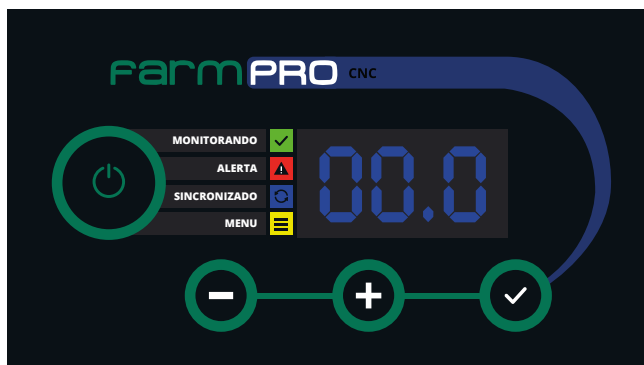 farmPRO CNC
MONITORANDO
ALERTA
SINCRONIZADO
MENU
00.0